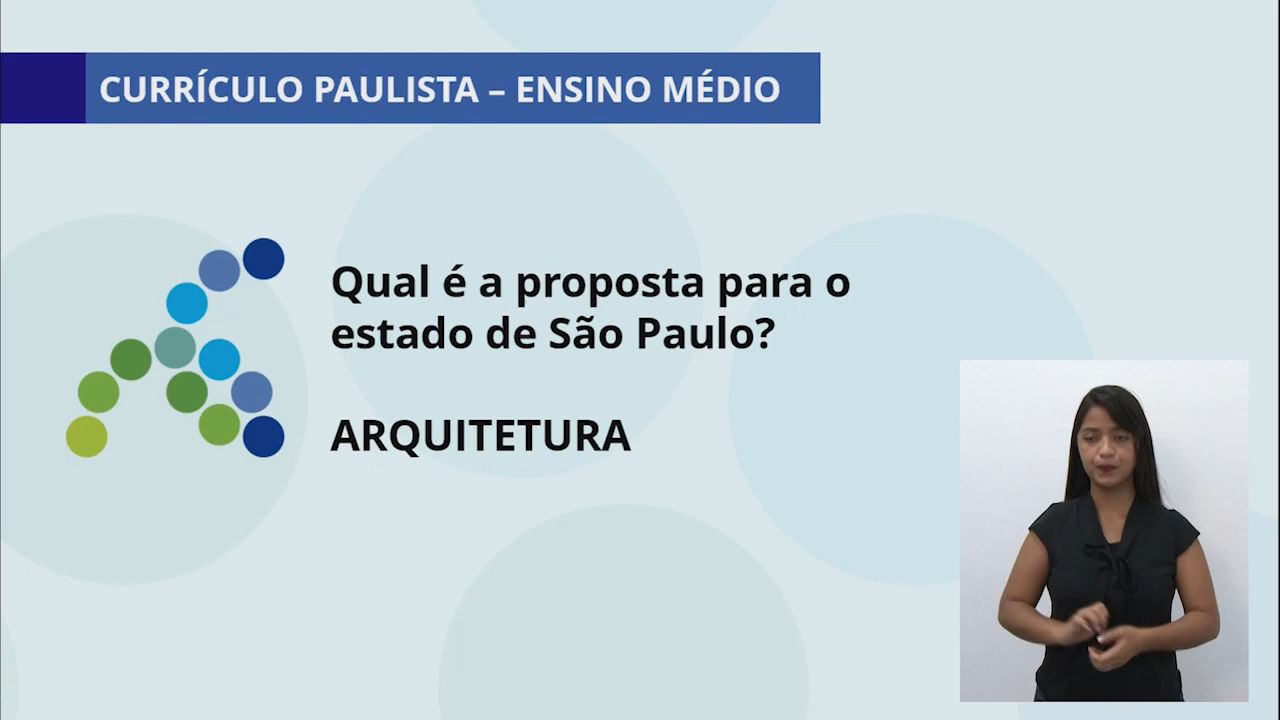 CURRÍCULO PAULISTA – ENSINO MÉDIO
Qual é a proposta para o
estado de São Paulo?
ARQUITETURA